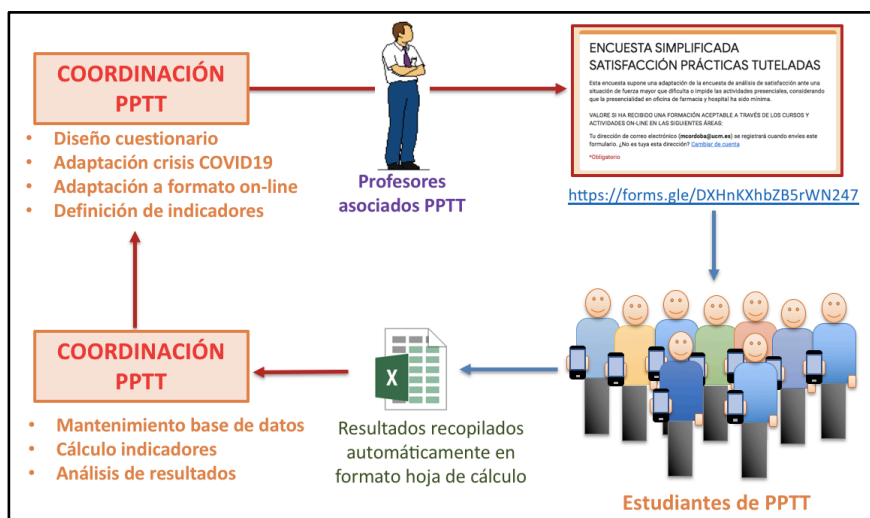 COORDINACIÓN
PPTT
• Diseño cuestionario
• Adaptación crisis COVID19
• Adaptación a formato on-line
• Definición de indicadores
Profesores
asociados PPTT
ENCUESTA SIMPLIFICADA
SATISFACCIÓN PRÁCTICAS TUTELADAS
Esta encuesta supone una adaptación de la encuesta de análisis de satisfacción ante una
situación de fuerza mayor que dificulta o impide las actividades presenciales, considerando
que la presencialidad en oficina de farmacia y hospital ha sido mínima.
VALORE SI HA RECIBIDO UNA FORMACIÓN ACEPTABLE A TRAVÉS DE LOS CURSOS Y
ACTIVIDADES ON-LINE EN LAS SIGUIENTES ÁREAS:
Tu dirección de correo electrónico (mcordoba@ucm.es) se registrará cuando envíes este
formulario. ¿No es tuya esta dirección? Cambiar de cuenta
*Obligatorio
https://forms.gle/DXHnKXhbZB5rWN247
Estudiantes de PPTT
X
Resultados recopilados
automáticamente en
formato hoja de cálculo
COORDINACIÓN
PPTT
• Mantenimiento base de datos
• Cálculo indicadores
• Análisis de resultados